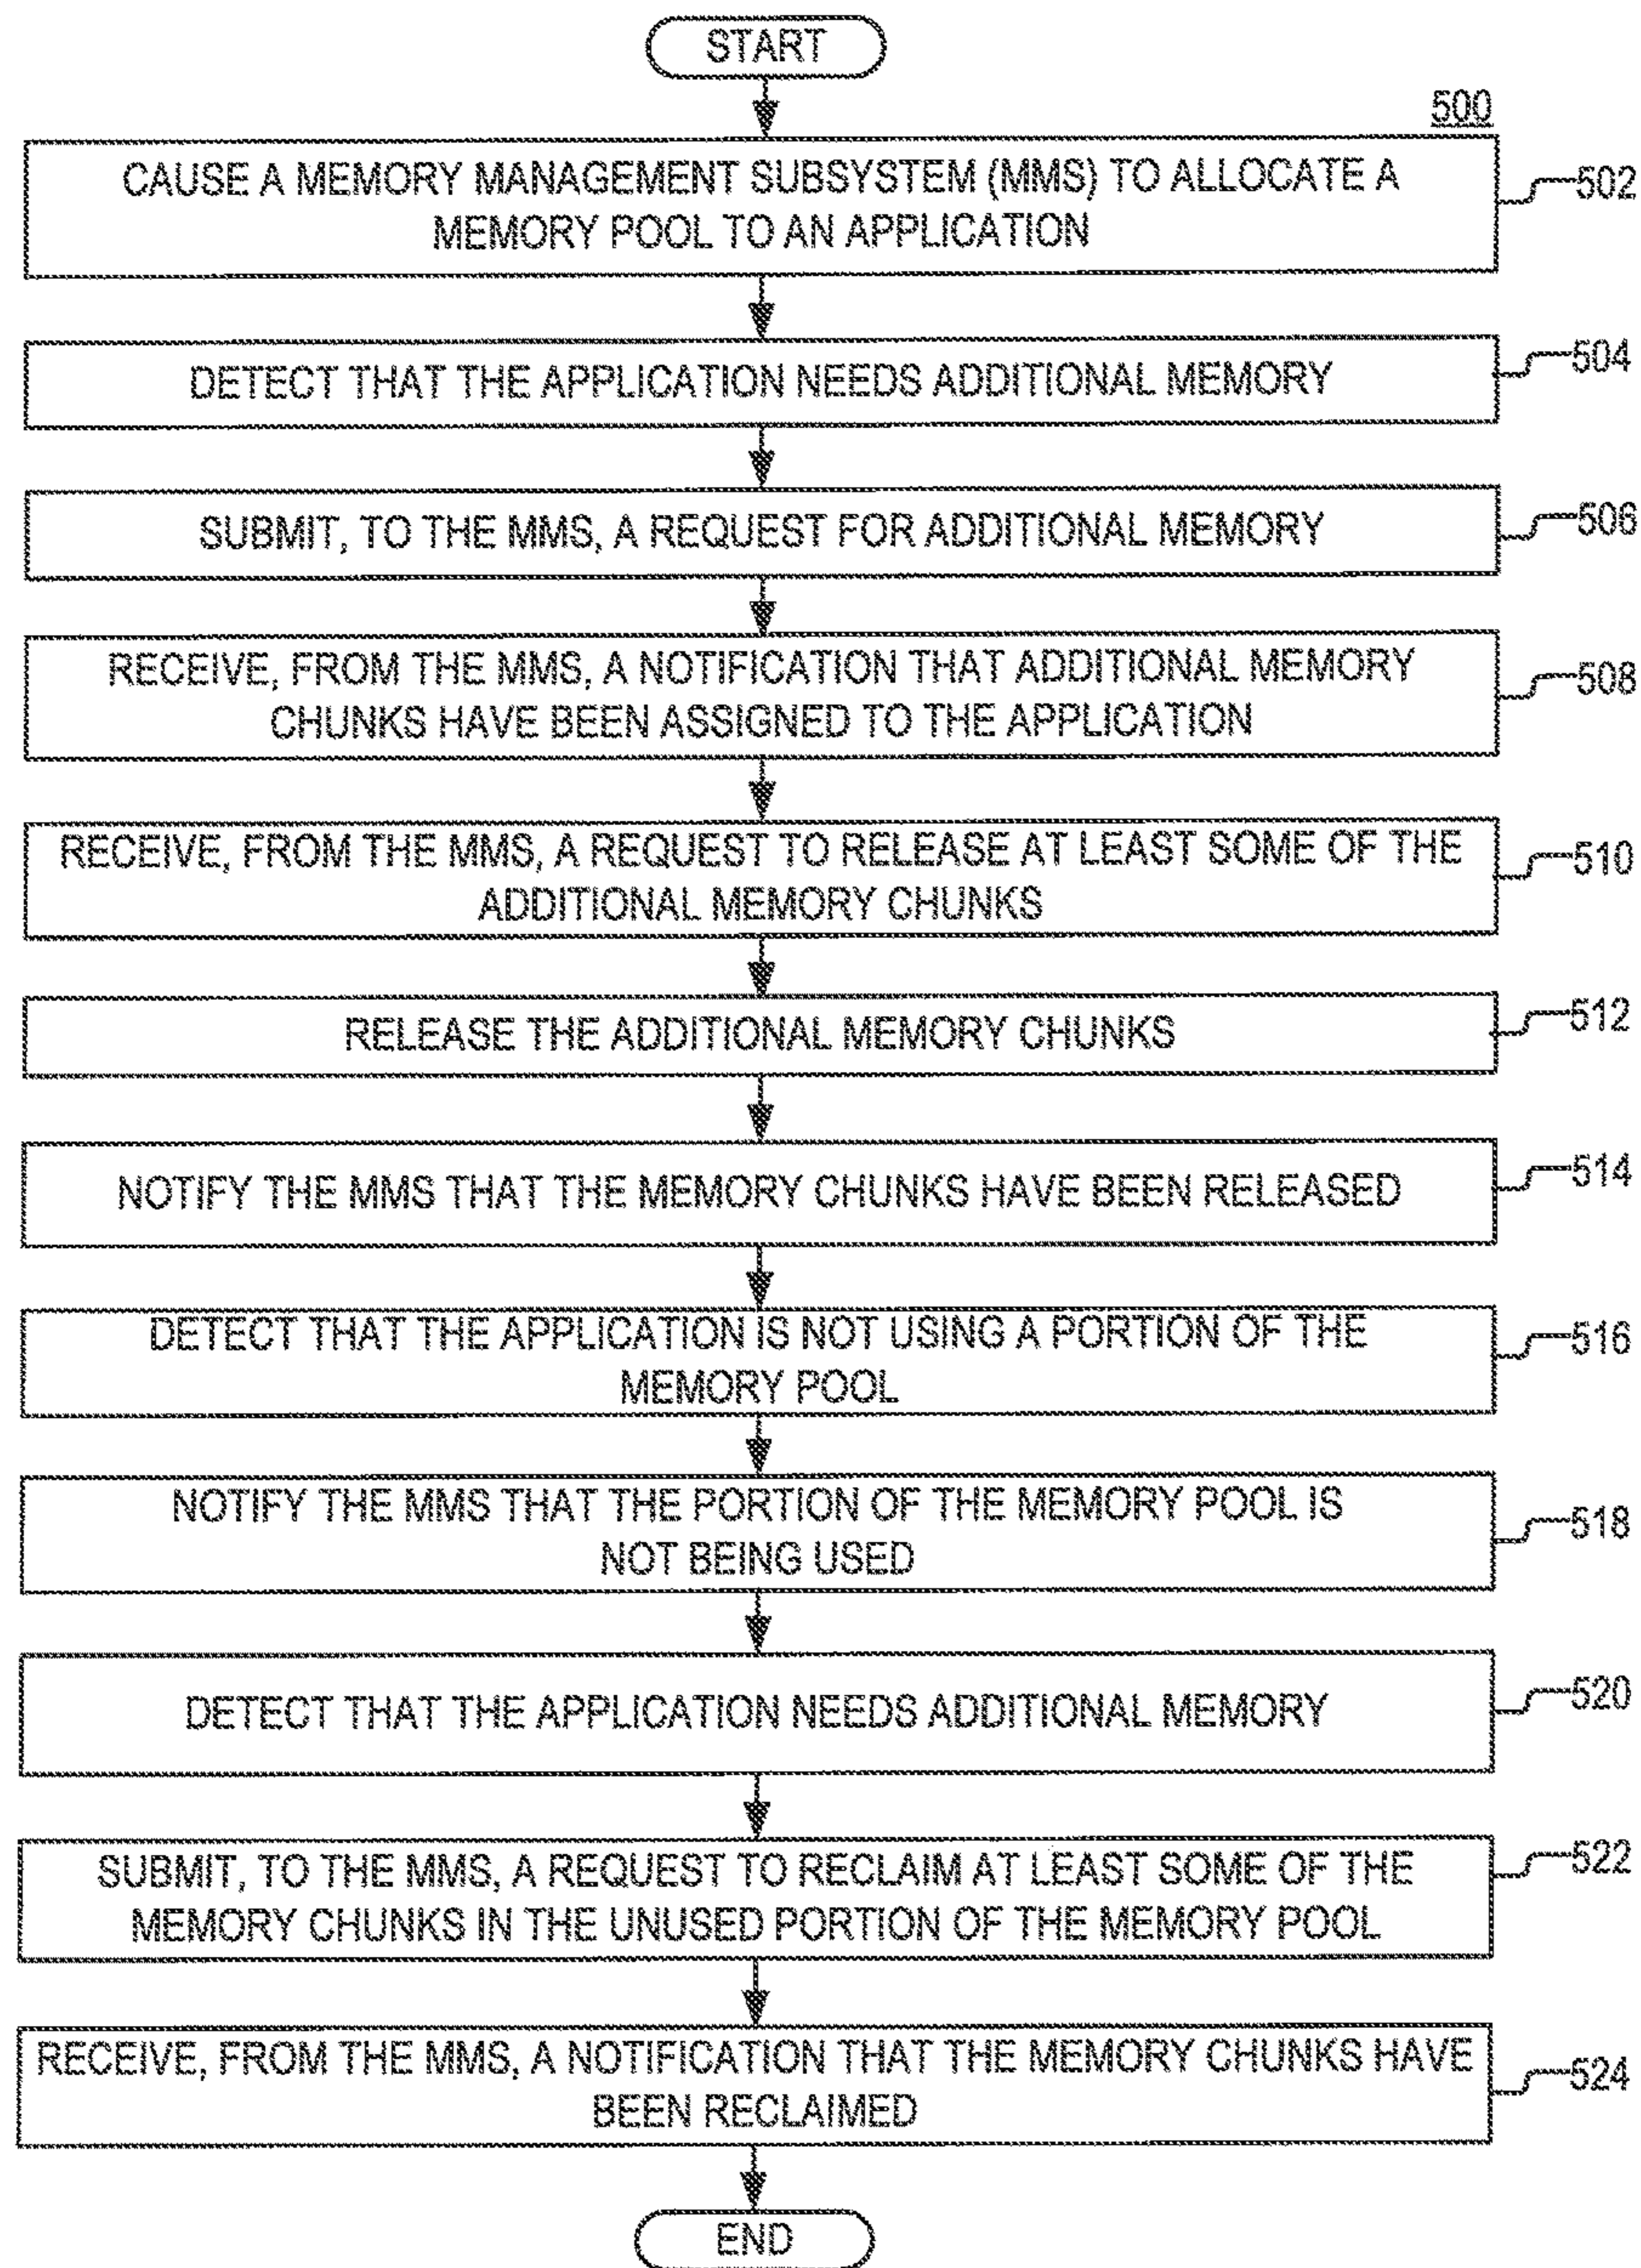 START
500
CAUSE A MEMORY MANAGEMENT SUBSYSTEM (MMS) TO ALLOCATE A
MEMORY POOL TO AN APPLICATION
502
DETECT THAT THE APPLICATION NEEDS ADDITIONAL MEMORY
504
SUBMIT, TO THE MMS, A REQUEST FOR ADDITIONAL MEMORY
506
RECEIVE, FROM THE MMS, A NOTIFICATION THAT ADDITIONAL MEMORY
CHUNKS HAVE BEEN ASSIGNED TO THE APPLICATION
508
RECEIVE, FROM THE MMS, A REQUEST TO RELEASE AT LEAST SOME OF THE
ADDITIONAL MEMORY CHUNKS
510
RELEASE THE ADDITIONAL MEMORY CHUNKS
512
NOTIFY THE MMS THAT THE MEMORY CHUNKS HAVE BEEN RELEASED
514
DETECT THAT THE APPLICATION IS NOT USING A PORTION OF THE
MEMORY POOL
516
NOTIFY THE MMS THAT THE PORTION OF THE MEMORY POOL IS
NOT BEING USED
518
DETECT THAT THE APPLICATION NEEDS ADDITIONAL MEMORY
520
SUBMIT, TO THE MMS, A REQUEST TO RECLAIM AT LEAST SOME OF THE
MEMORY CHUNKS IN THE UNUSED PORTION OF THE MEMORY POOL
522
RECEIVE, FROM THE MMS, A NOTIFICATION THAT THE MEMORY CHUNKS HAVE
BEEN RECLAIMED
524
END